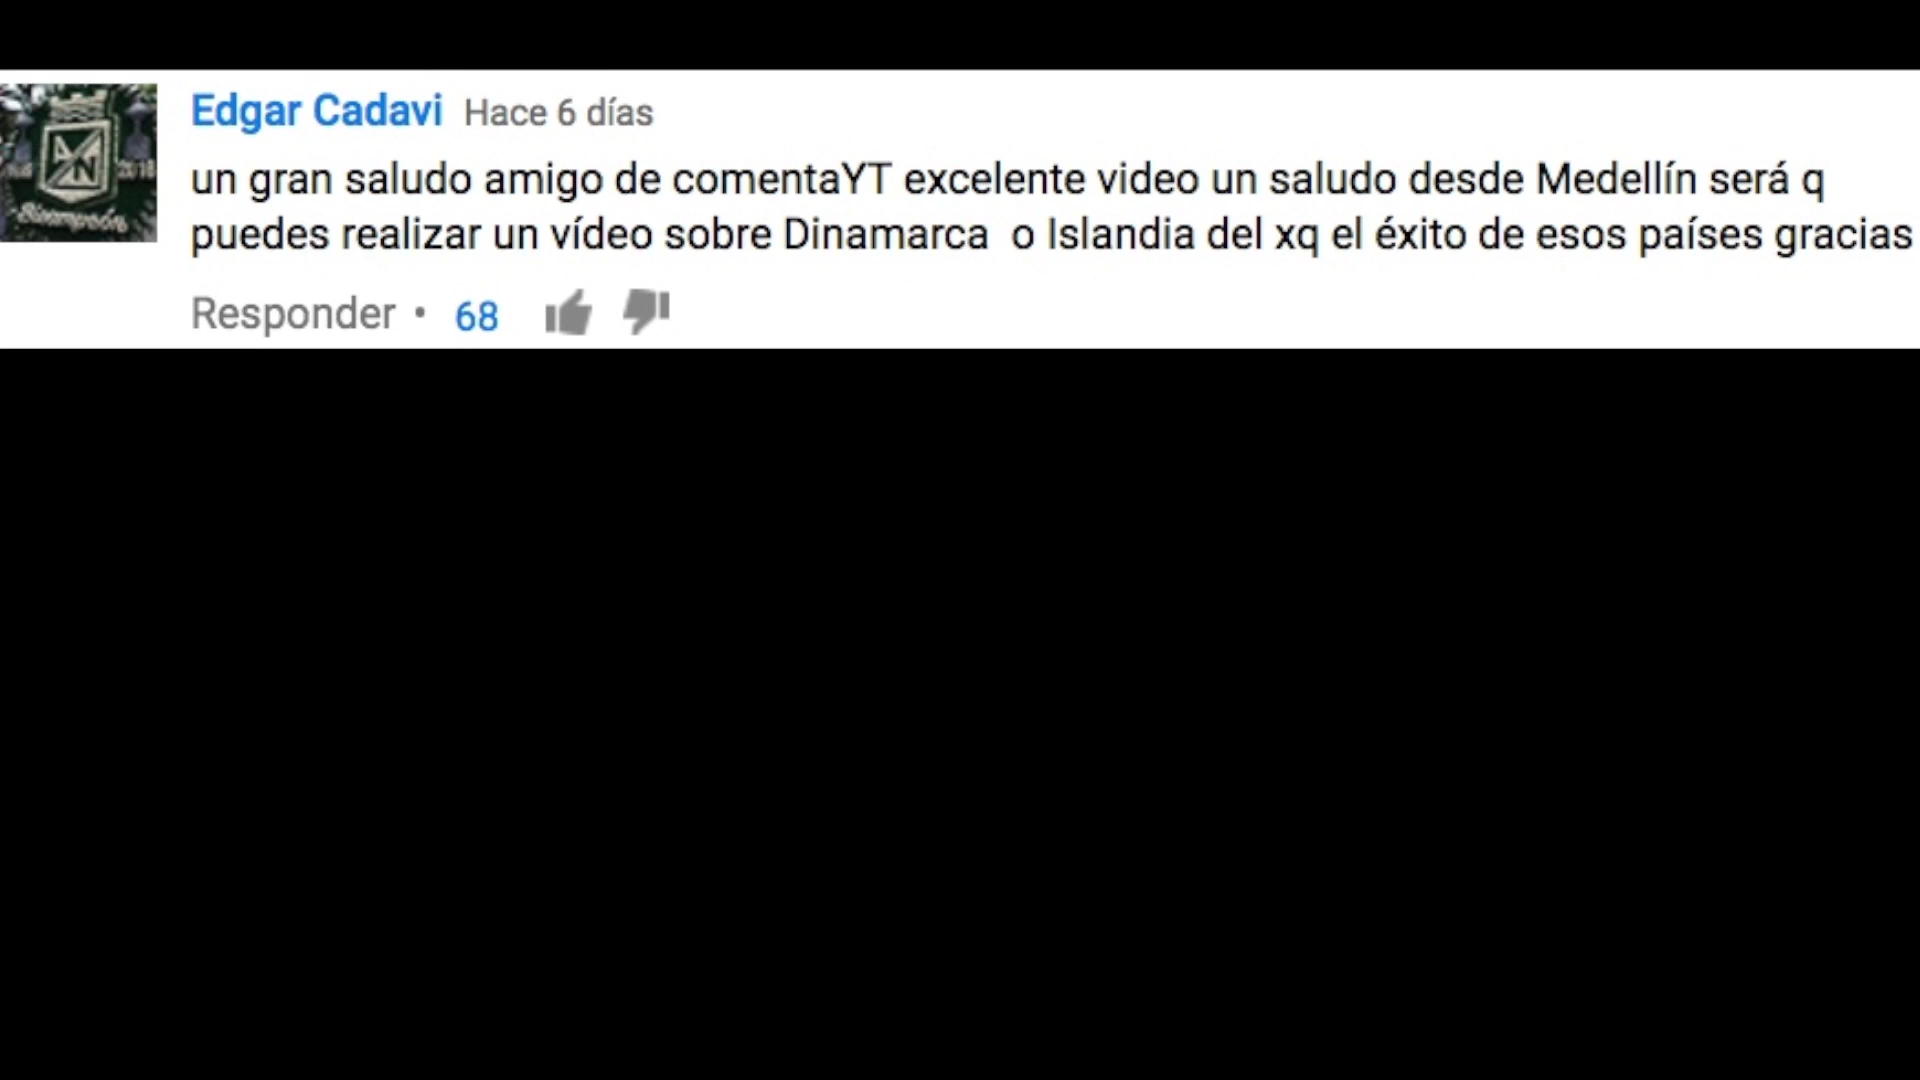 Edgar Cadavi Hace 6 días
un gran saludo amigo de comentaYT excelente video un saludo desde Medellín será q
puedes realizar un vídeo sobre Dinamarca  o Islandia del xq el éxito de esos países gracias
Responder • 68